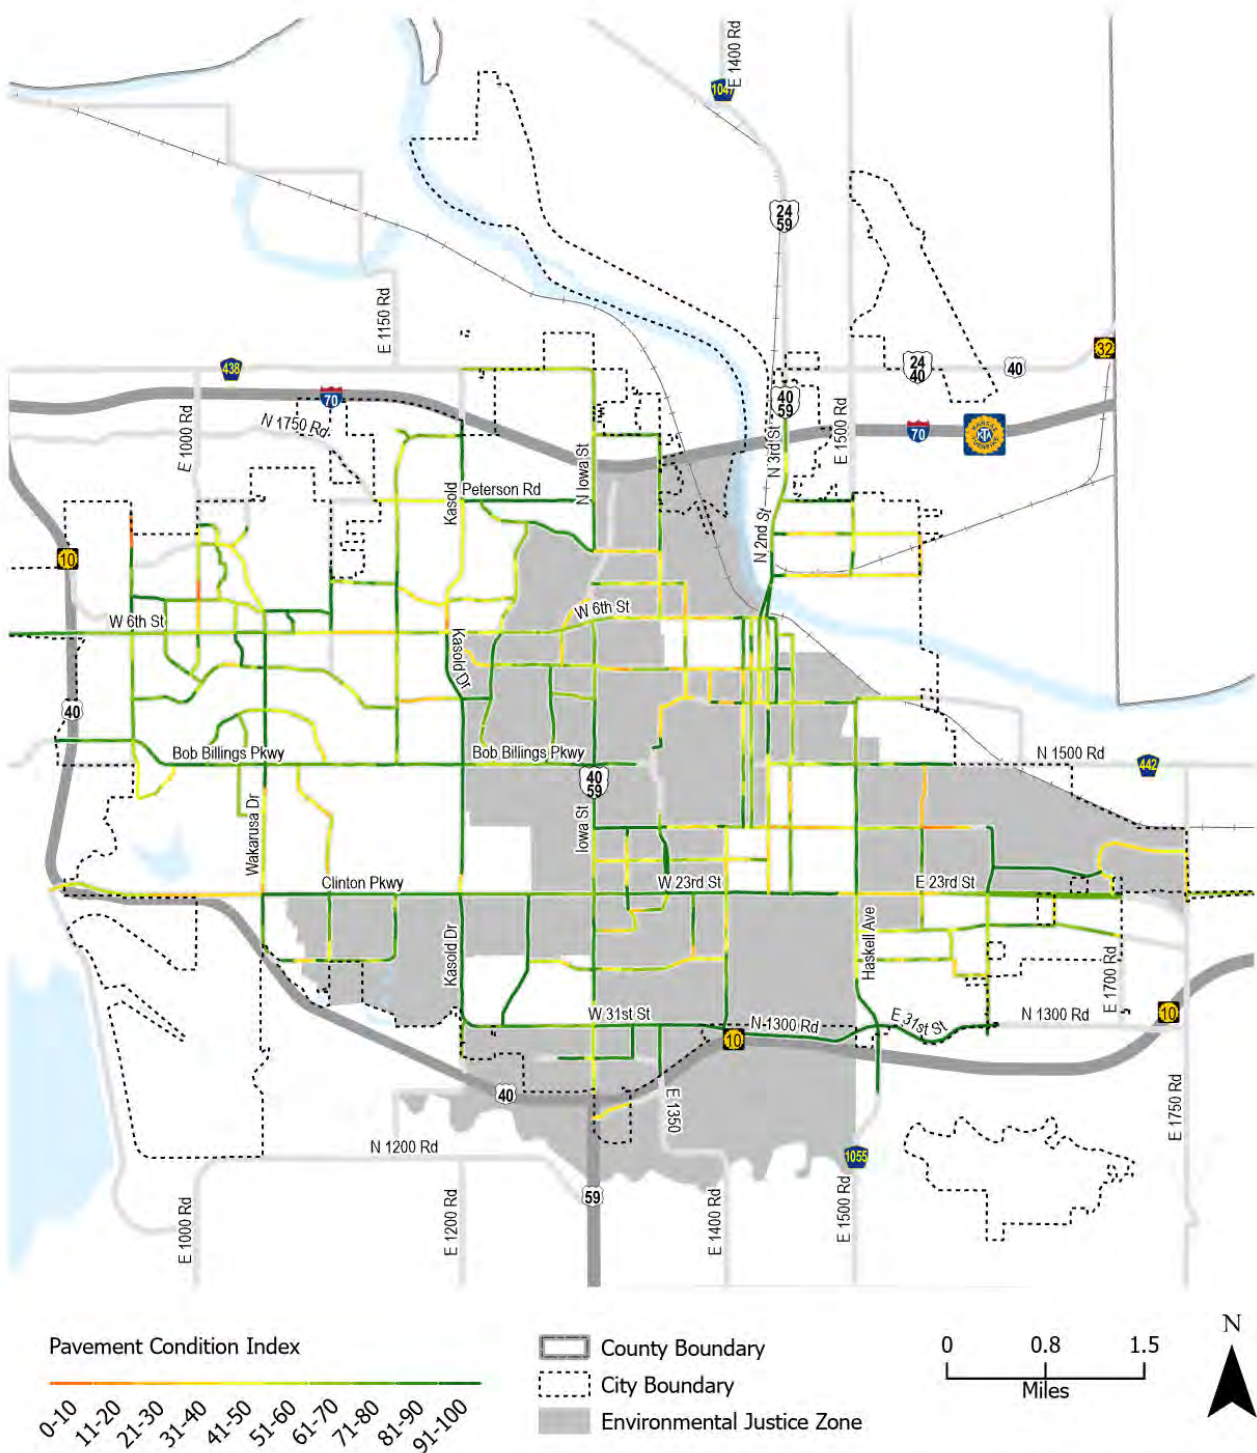 E 1400 Rd
1047
24
59
E 1150 Rd
438
70
N 1750 Rd
E 1000 Rd
N Iowa St
Kasold
Peterson Rd
40
59
N 3rd St
N 2nd St
E 1500 Rd
24
40
40
32
70
KANSAS
KTA
TURNPIKE
10
W 6th St
W 6th St
Kasold Dr
40
Bob Billings Pkwy
Bob Billings Pkwy
40
59
N 1500 Rd
442
Wakarusa Dr
Iowa St
Clinton Pkwy
W 23rd St
E 23rd St
Kasold Dr
Haskell Ave
W 31st St
N 1300 Rd
E 31st St
N 1300 Rd
E 1700 Rd
10
10
40
E 1350
E 1750 Rd
N 1200 Rd
1055
59
E 1000 Rd
E 1200 Rd
E 1400 Rd
E 1500 Rd
Pavement Condition Index
0-10
11-20
21-30
31-40
41-50
51-60
61-70
71-80
81-90
91-100
County Boundary
City Boundary
Environmental Justice Zone
0 0.8 1.5
Miles
N